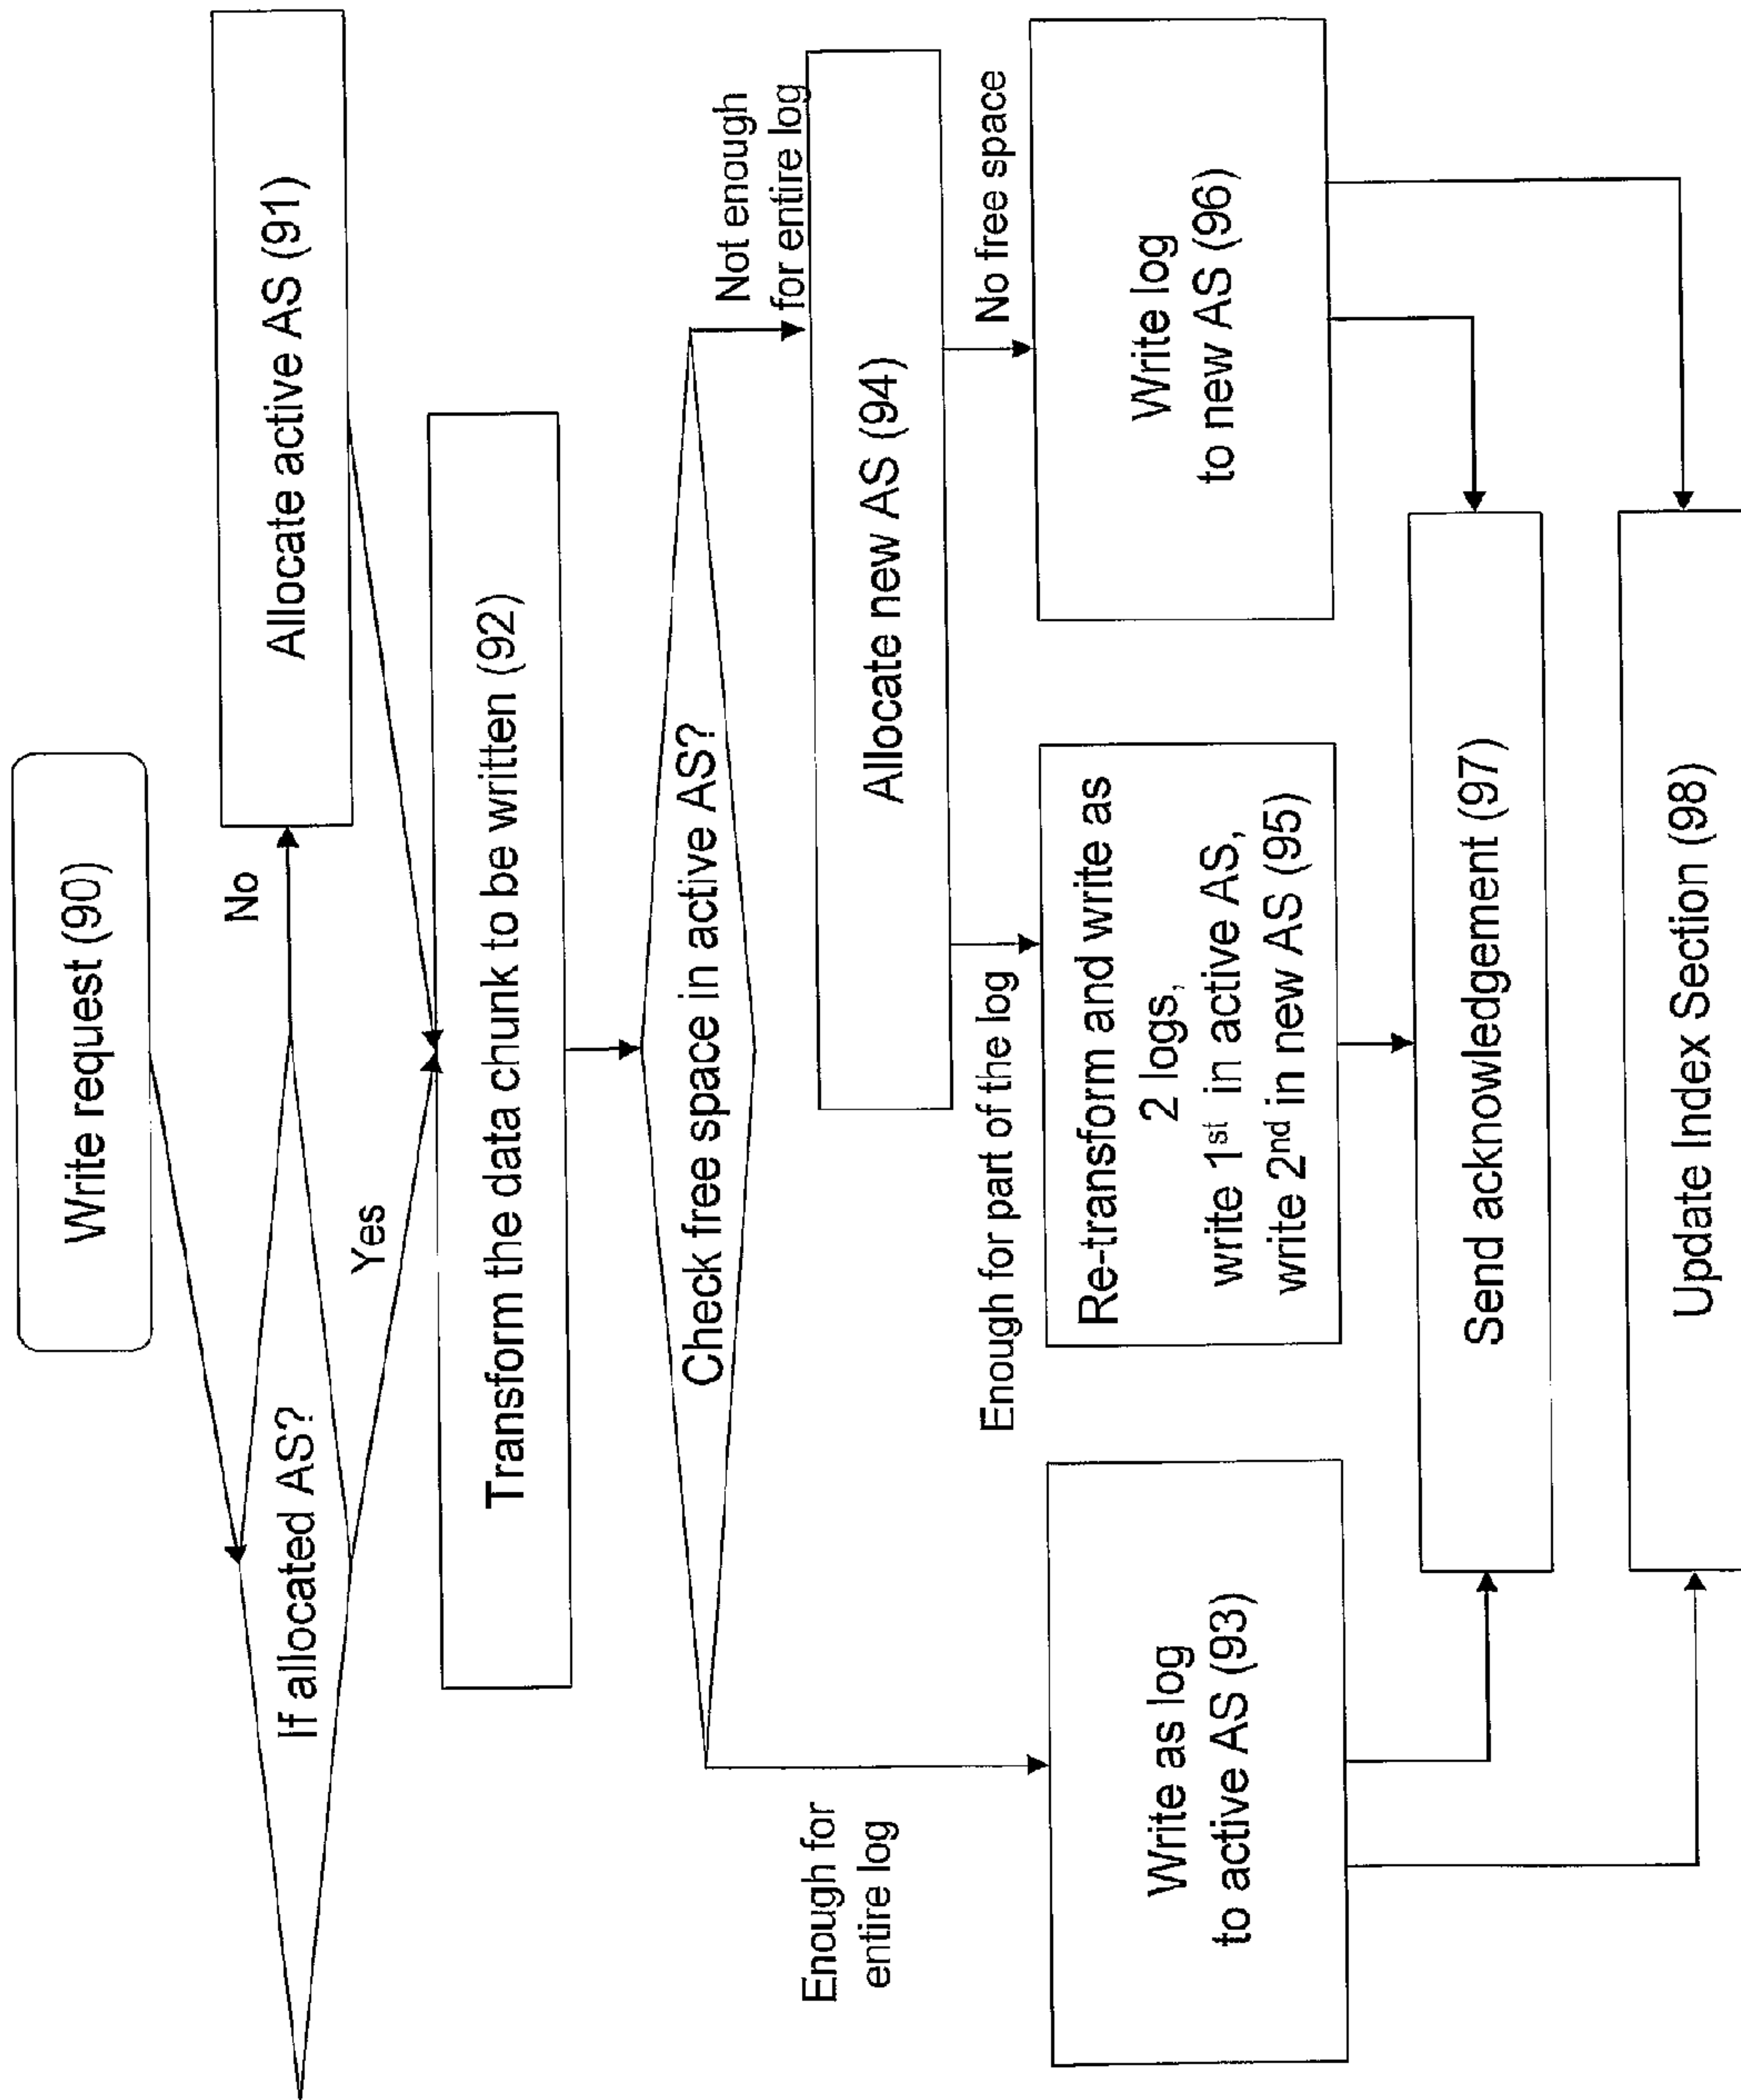 Write request (90)
If allocated AS?
No
Allocate active AS (91)
Yes
Transform the data chunk to be written (92)
Check free space in active AS?
Enough for
entire log
Not enough
for entire log
Allocate new AS (94)
Enough for part of the log
No free space
Write as log
to active AS (93)
Re-transform and write as
2 logs,
write 1st in active AS,
write 2nd in new AS (95)
Write log
to new AS (96)
Send acknowledgement (97)
Update Index Section (98)